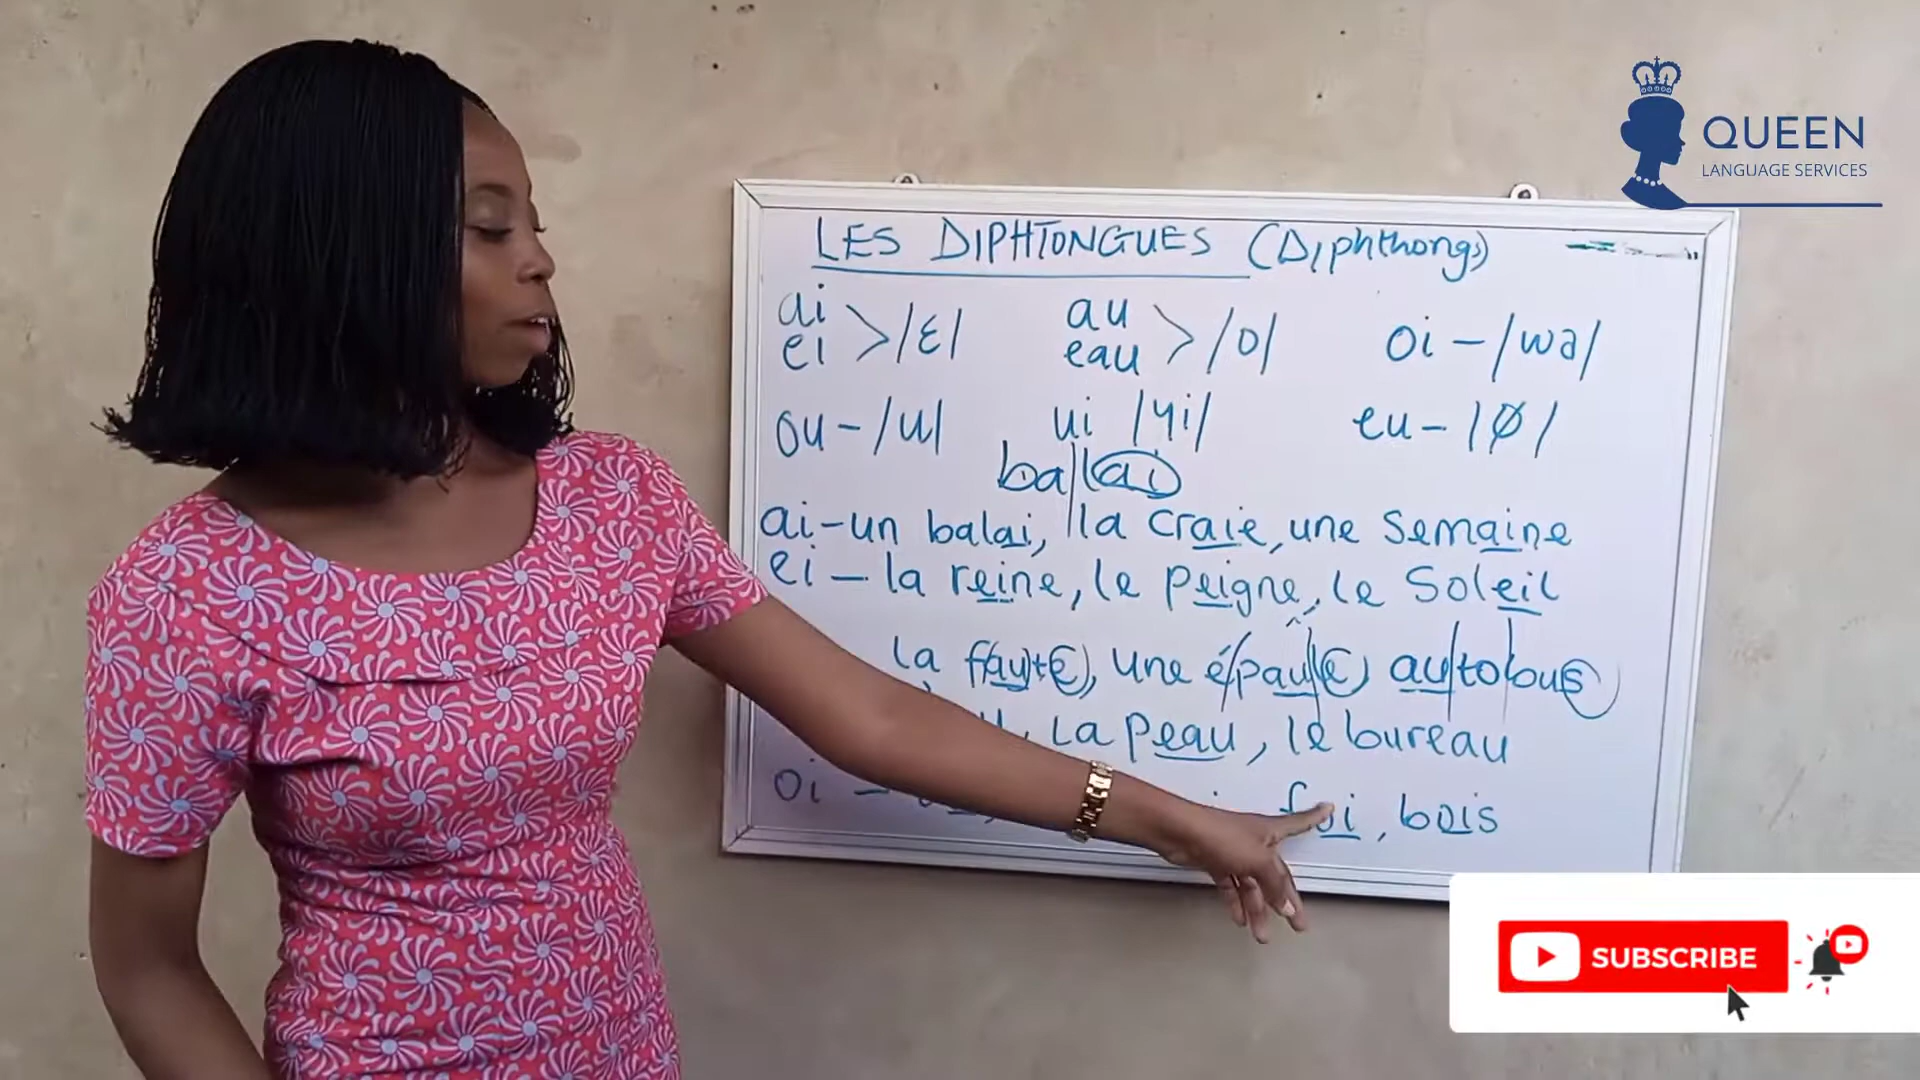 QUEEN
LANGUAGE SERVICES
LES DIPHTONGUES (Diphthongs)
ai
ei > /ɛ/
au
eau > /o/
oi – /wa/
ou – /u/
ui /ɥi/
eu – /ø/
ba/lai
ai – un balai, la craie, une semaine
ei – la reine, le peigne, le soleil
la faute, une épaule, autobus
la peau, le bureau
oi – foi, bois
SUBSCRIBE